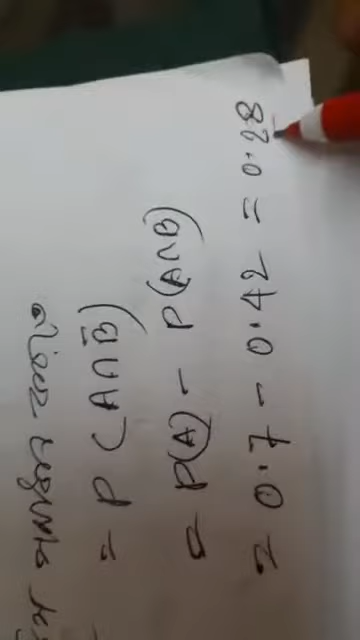 = P(A∩B̄)
= P(A) - P(A∩B)
= 0.7 - 0.42 = 0.28